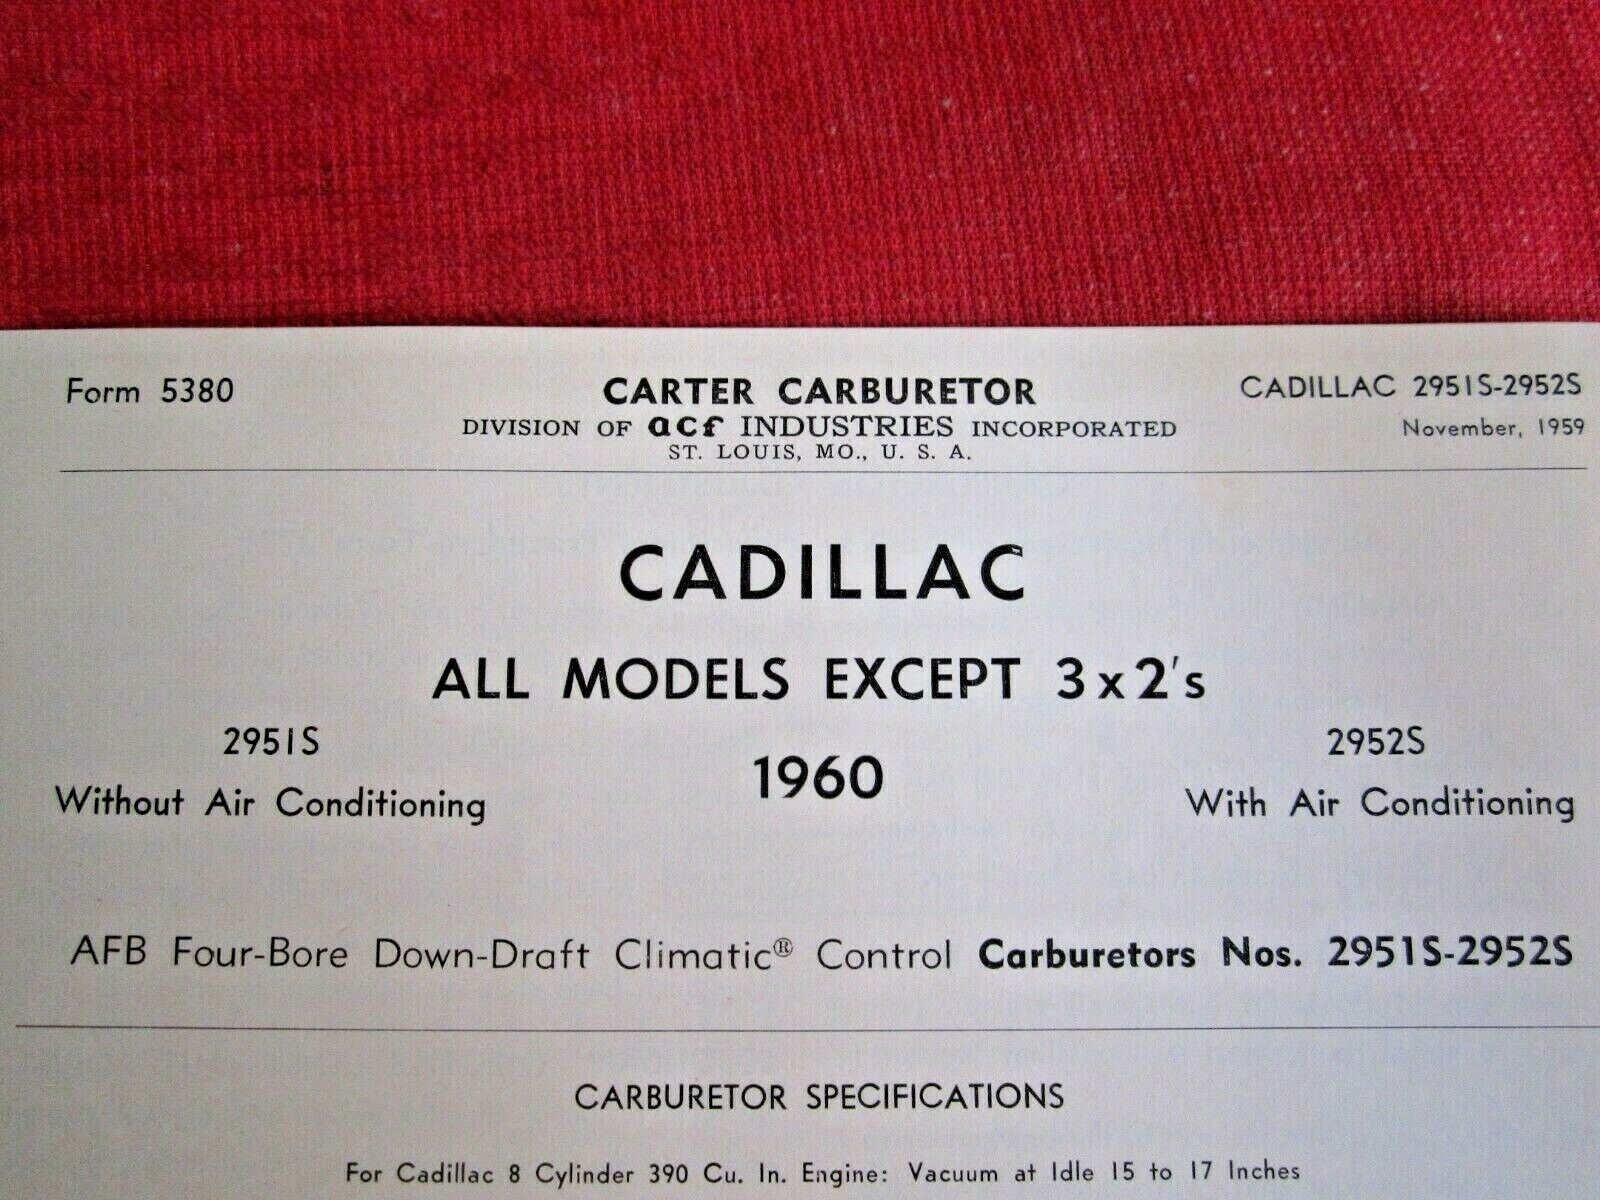 Form 5380 CARTER CARBURETOR CADILLAC 2951S-2952S
DIVISION OF acf INDUSTRIES INCORPORATED November, 1959
ST. LOUIS, MO., U. S. A.
CADILLAC
ALL MODELS EXCEPT 3 x 2's
2951S 1960 2952S
Without Air Conditioning With Air Conditioning
AFB Four-Bore Down-Draft Climatic® Control Carburetors Nos. 2951S-2952S
CARBURETOR SPECIFICATIONS
For Cadillac 8 Cylinder 390 Cu. In. Engine: Vacuum at Idle 15 to 17 Inches